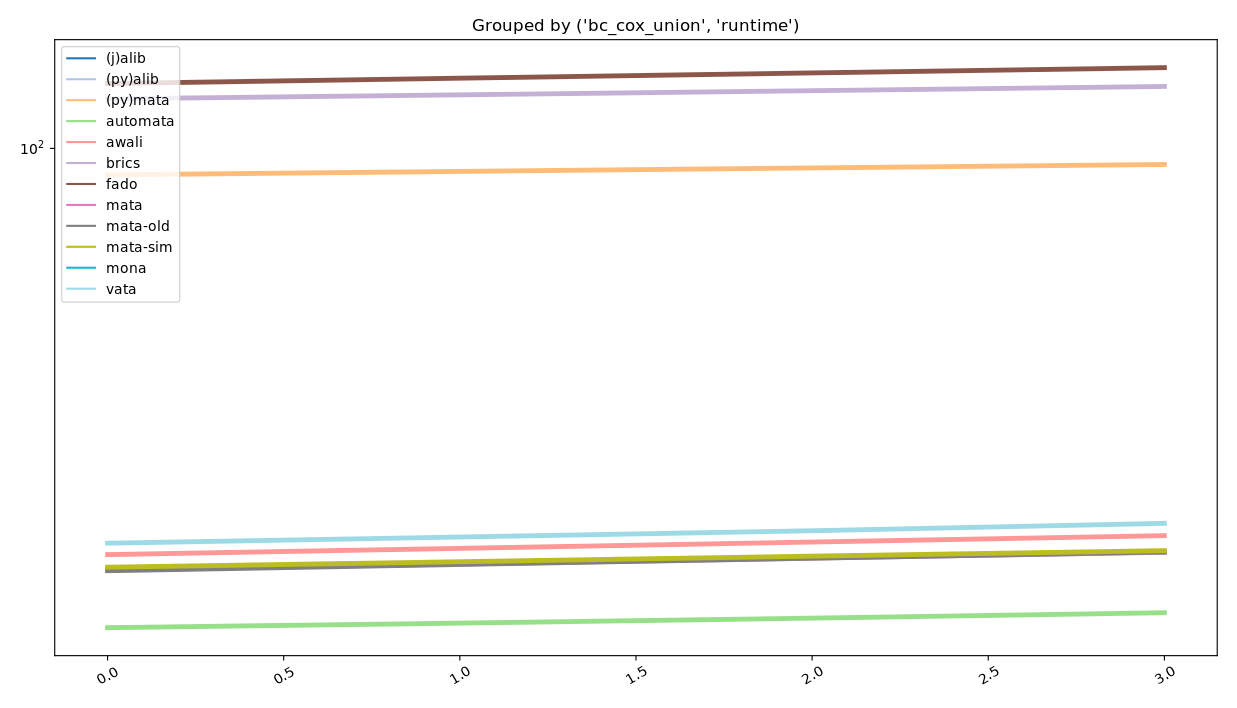 Grouped by ('bc_cox_union', 'runtime')
(j)alib
(py)alib
(py)mata
automata
awali
brics
fado
mata
mata-old
mata-sim
mona
vata
10²
0.0 0.5 1.0 1.5 2.0 2.5 3.0